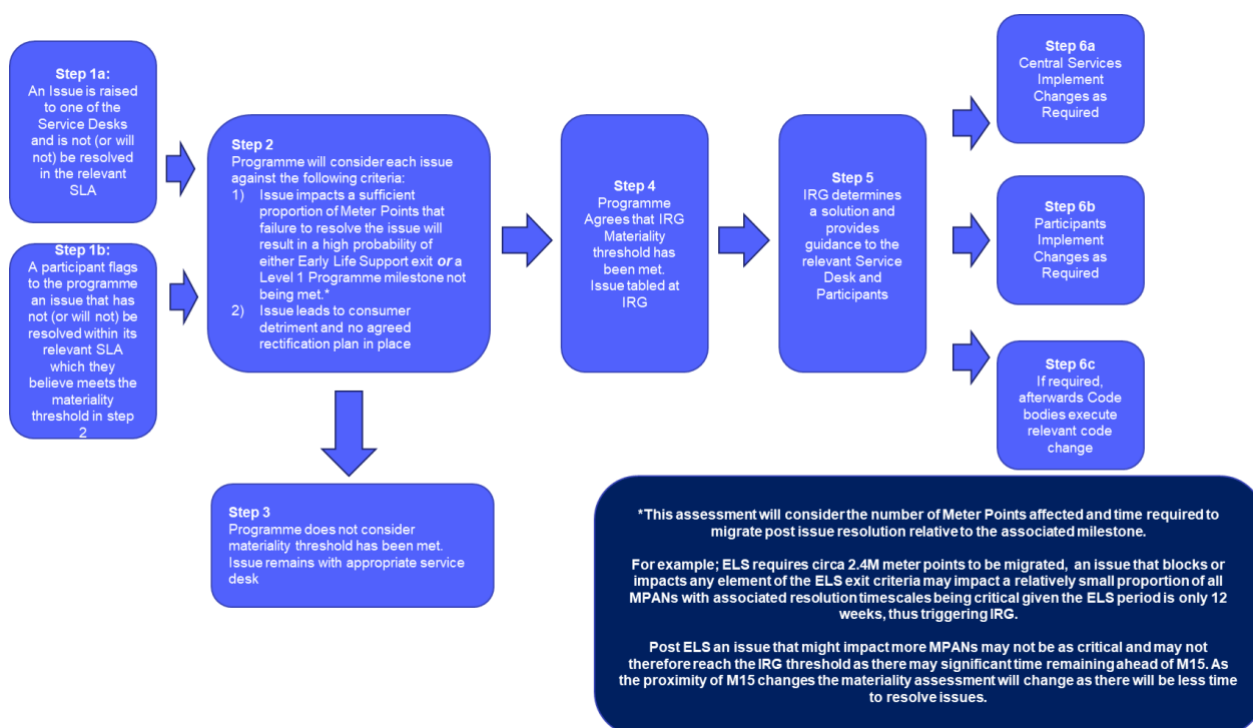 Step 1a:
An Issue is raised
to one of the
Service Desks
and is not (or will
not) be resolved
in the relevant
SLA
Step 1b:
A participant flags
to the programme
an issue that has
not (or will not) be
resolved within its
relevant SLA
which they
believe meets the
materiality
threshold in step
2
Step 2
Programme will consider each issue
against the following criteria:
1) Issue impacts a sufficient
proportion of Meter Points that
failure to resolve the issue will
result in a high probability of
either Early Life Support exit or a
Level 1 Programme milestone not
being met.*
2) Issue leads to consumer
detriment and no agreed
rectification plan in place
Step 3
Programme does not consider
materiality threshold has been met.
Issue remains with appropriate service
desk
Step 4
Programme
Agrees that IRG
Materiality
threshold has
been met.
Issue tabled at
IRG
Step 5
IRG determines
a solution and
provides
guidance to the
relevant Service
Desk and
Participants
Step 6a
Central Services
Implement
Changes as
Required
Step 6b
Participants
Implement
Changes as
Required
Step 6c
If required,
afterwards Code
bodies execute
relevant code
change
*This assessment will consider the number of Meter Points affected and time required to
migrate post issue resolution relative to the associated milestone.
For example; ELS requires circa 2.4M meter points to be migrated, an issue that blocks or
impacts any element of the ELS exit criteria may impact a relatively small proportion of all
MPANs with associated resolution timescales being critical given the ELS period is only 12
weeks, thus triggering IRG.
Post ELS an issue that might impact more MPANs may not be as critical and may not
therefore reach the IRG threshold as there may significant time remaining ahead of M15. As
the proximity of M15 changes the materiality assessment will change as there will be less time
to resolve issues.